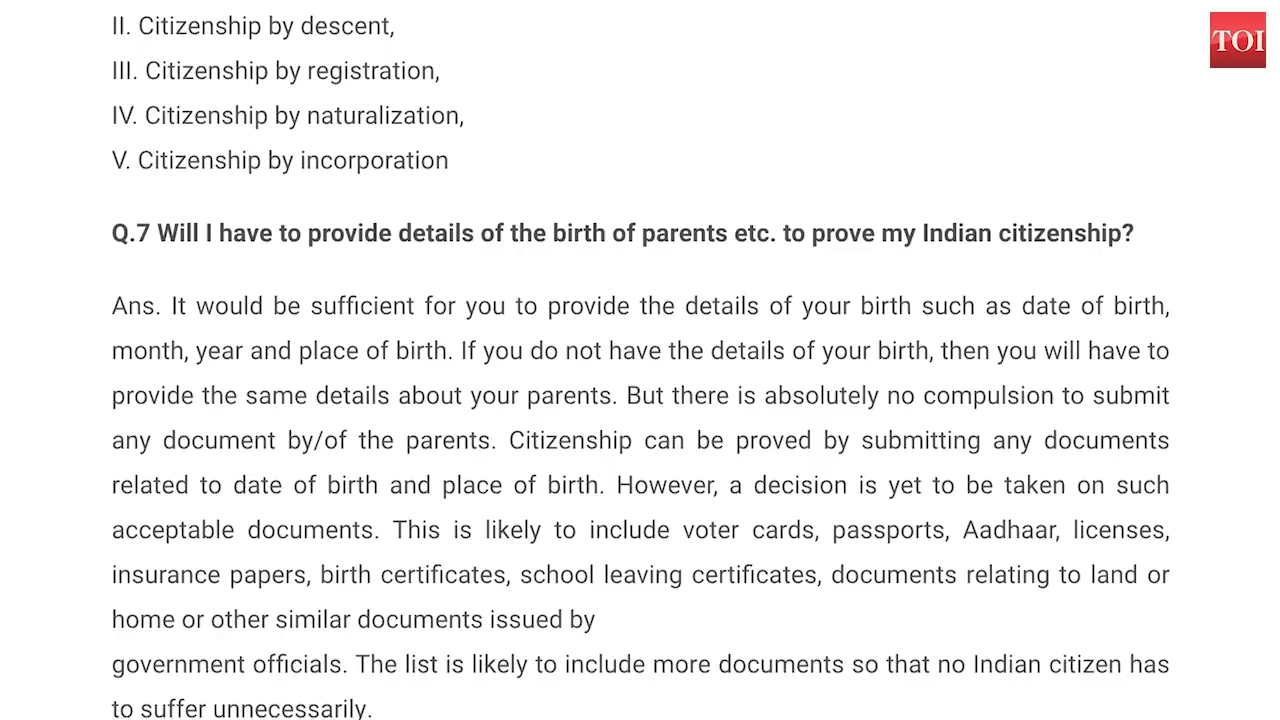 II. Citizenship by descent,
TOI
III. Citizenship by registration,
IV. Citizenship by naturalization,
V. Citizenship by incorporation
Q.7 Will I have to provide details of the birth of parents etc. to prove my Indian citizenship?
Ans. It would be sufficient for you to provide the details of your birth such as date of birth,
month, year and place of birth. If you do not have the details of your birth, then you will have to
provide the same details about your parents. But there is absolutely no compulsion to submit
any document by/of the parents. Citizenship can be proved by submitting any documents
related to date of birth and place of birth. However, a decision is yet to be taken on such
acceptable documents. This is likely to include voter cards, passports, Aadhaar, licenses,
insurance papers, birth certificates, school leaving certificates, documents relating to land or
home or other similar documents issued by
government officials. The list is likely to include more documents so that no Indian citizen has
to suffer unnecessarily.